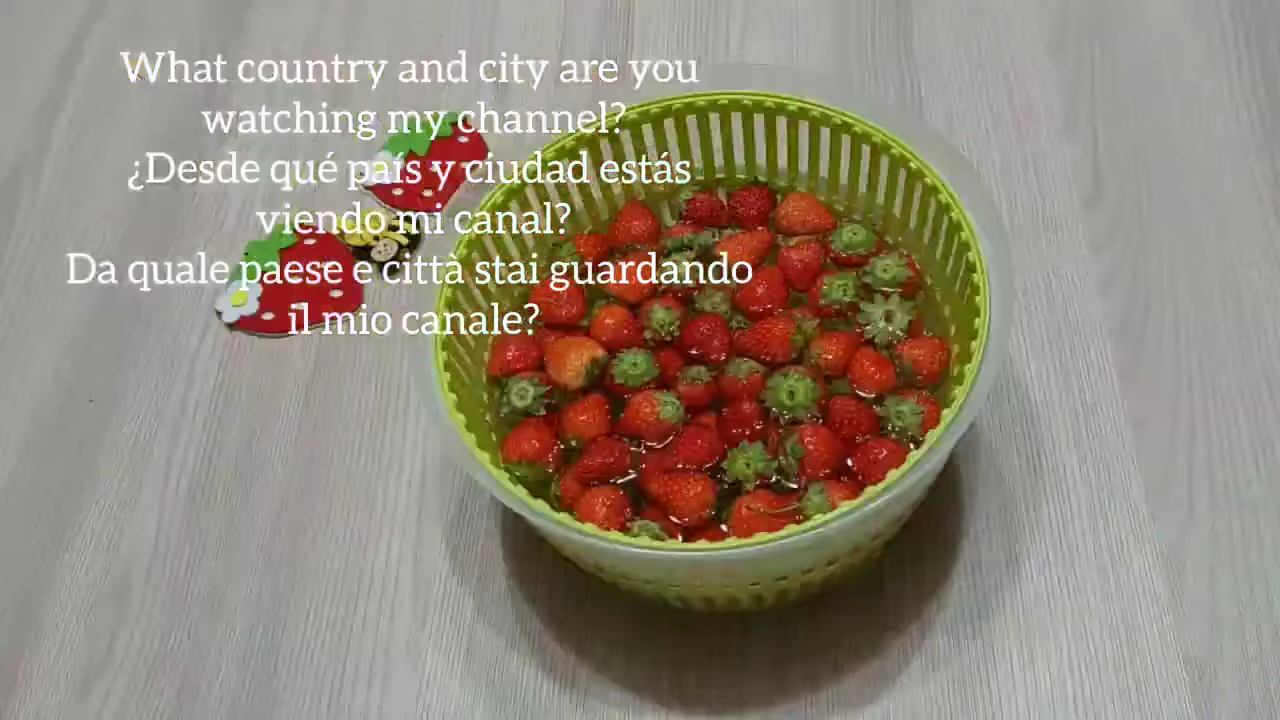 What country and city are you
watching my channel?
¿Desde qué país y ciudad estás
viendo mi canal?
Da quale paese e città stai guardando
il mio canale?